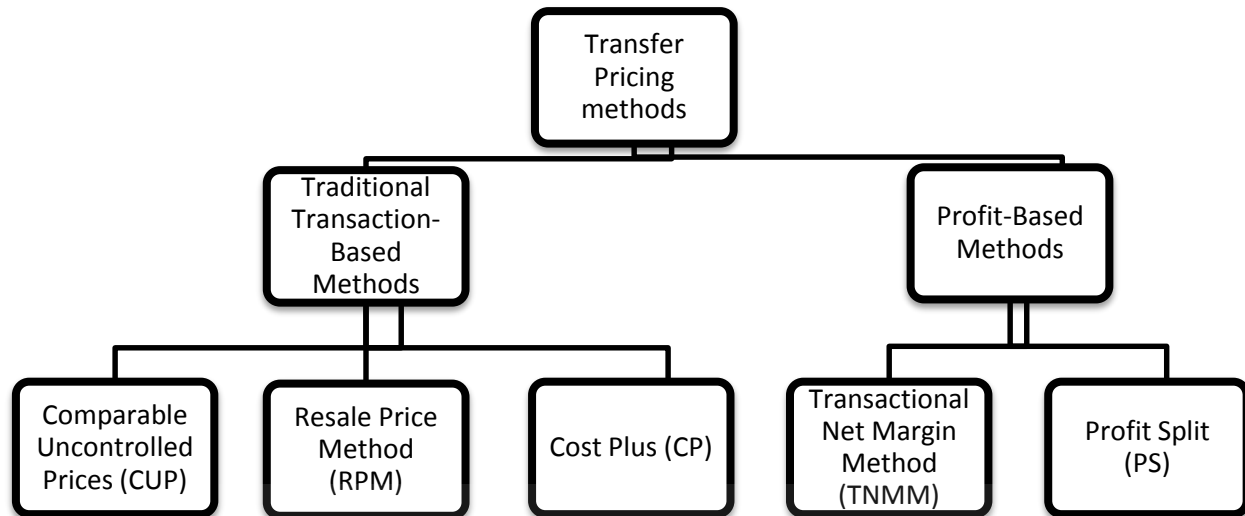 Transfer
Pricing
methods
Traditional
Transaction-
Based
Methods
Profit-Based
Methods
Comparable
Uncontrolled
Prices (CUP)
Resale Price
Method
(RPM)
Cost Plus (CP)
Transactional
Net Margin
Method
(TNMM)
Profit Split
(PS)